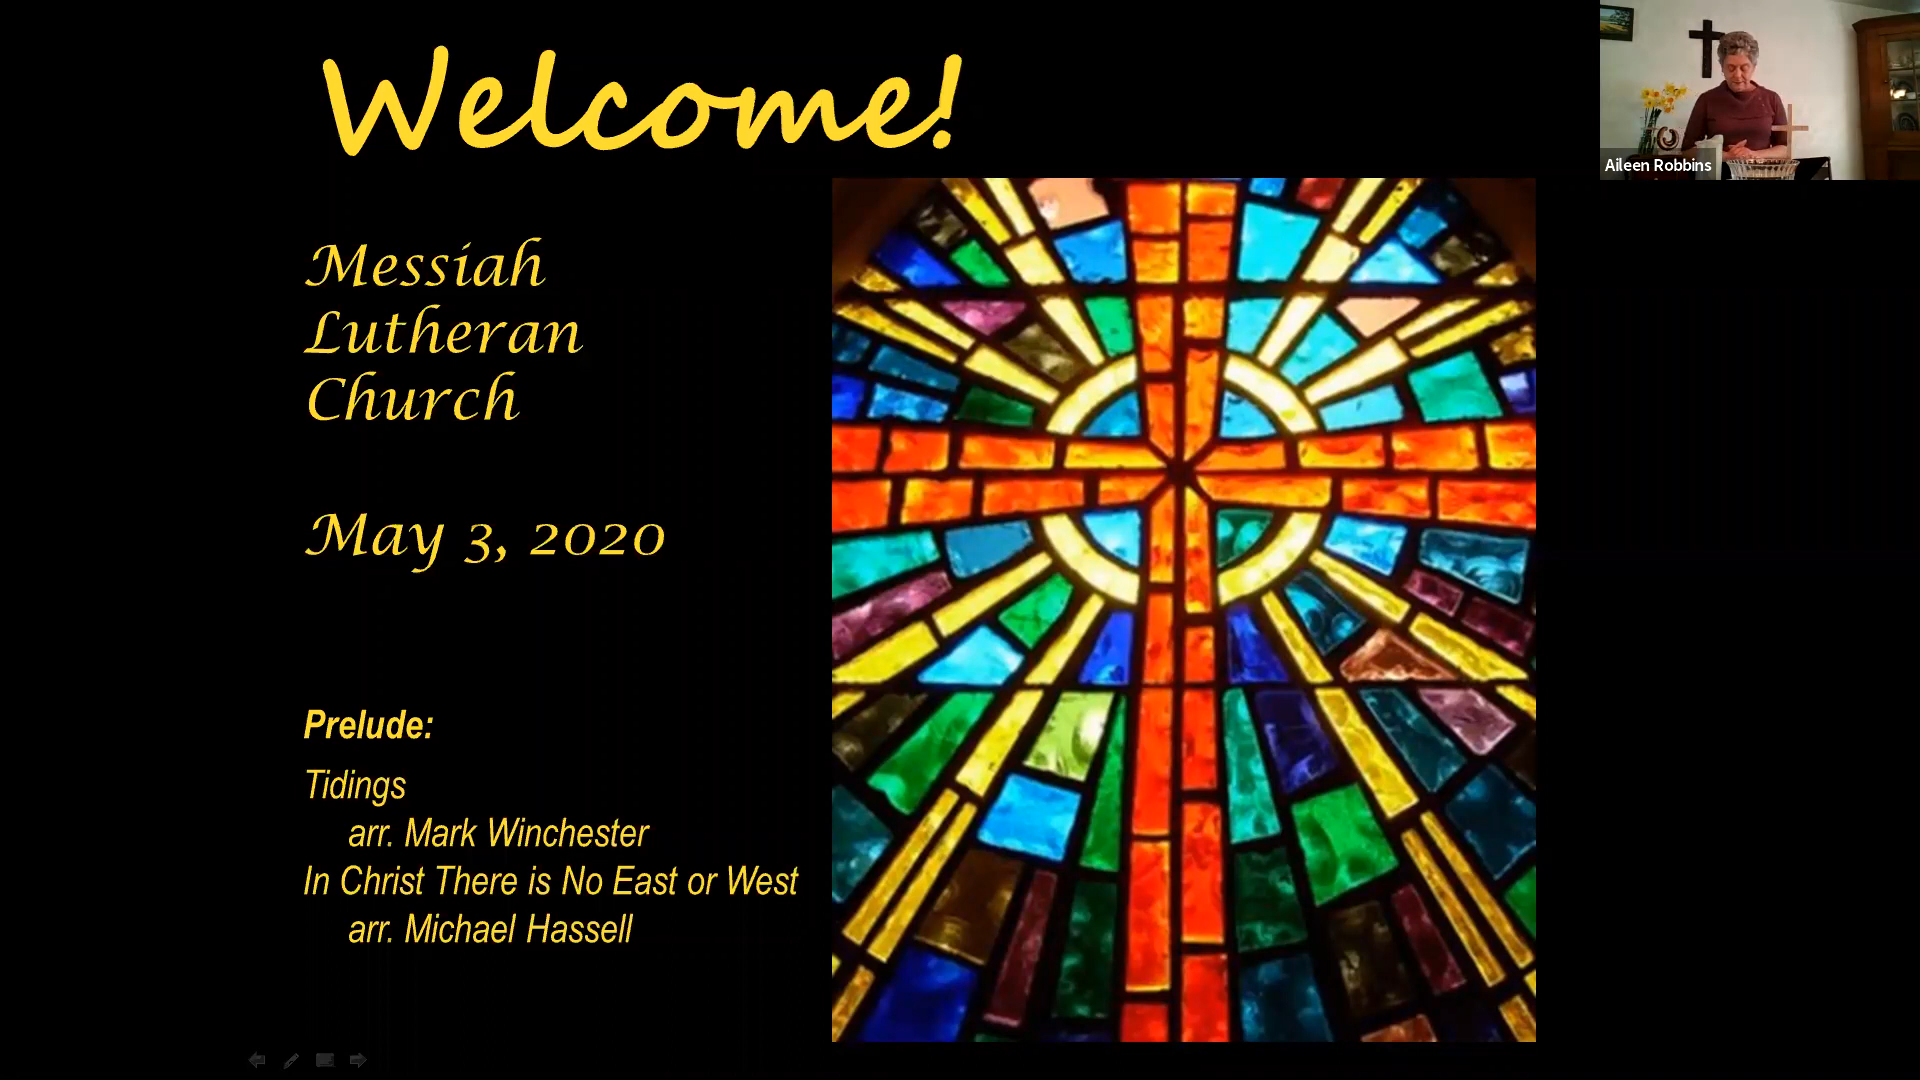 Welcome!
Messiah
Lutheran
Church
May 3, 2020
Prelude:
Tidings
arr. Mark Winchester
In Christ There is No East or West
arr. Michael Hassell
Aileen Robbins